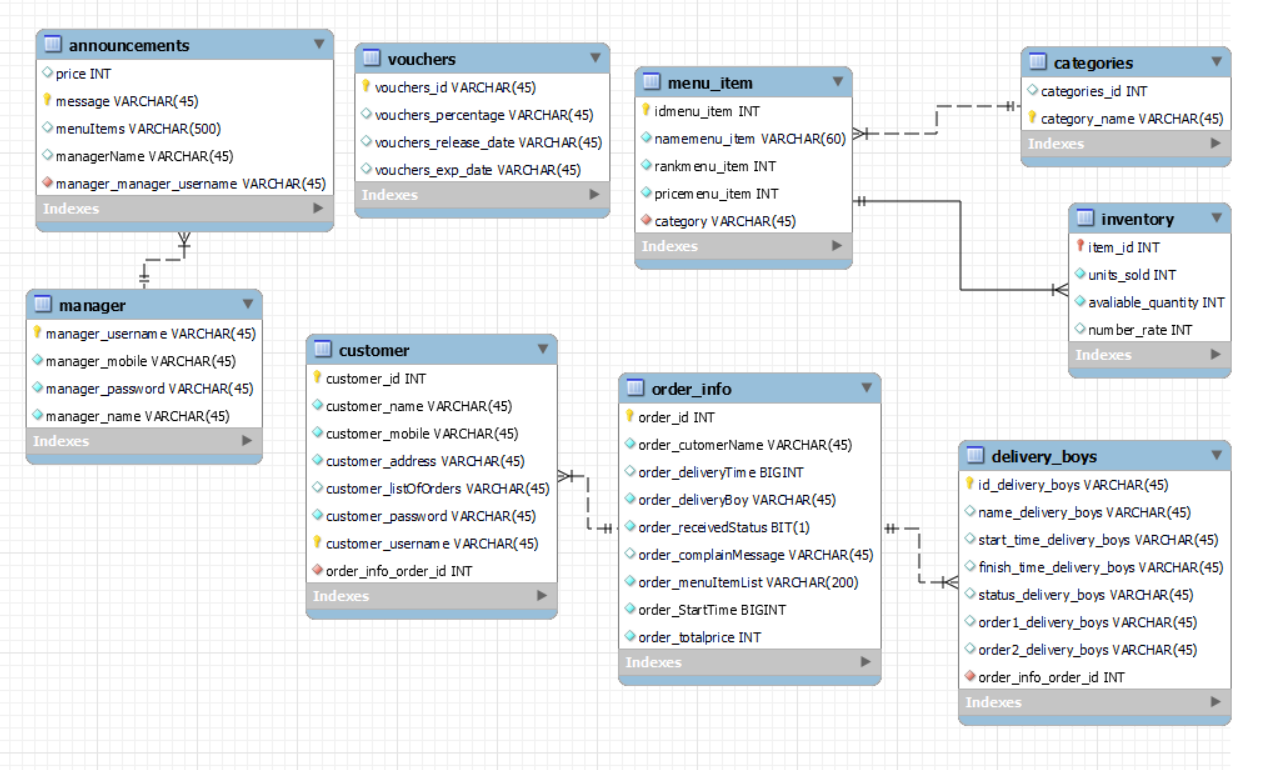 announcements
price INT
message VARCHAR(45)
menuItems VARCHAR(500)
managerName VARCHAR(45)
manager_manager_username VARCHAR(45)
Indexes
vouchers
vouchers_id VARCHAR(45)
vouchers_percentage VARCHAR(45)
vouchers_release_date VARCHAR(45)
vouchers_exp_date VARCHAR(45)
Indexes
menu_item
idmenu_item INT
namemenu_item VARCHAR(60)
rankmenu_item INT
pricemenu_item INT
category VARCHAR(45)
Indexes
categories
categories_id INT
category_name VARCHAR(45)
Indexes
inventory
item_id INT
units_sold INT
avaliable_quantity INT
number_rate INT
Indexes
manager
manager_username VARCHAR(45)
manager_mobile VARCHAR(45)
manager_password VARCHAR(45)
manager_name VARCHAR(45)
Indexes
customer
customer_id INT
customer_name VARCHAR(45)
customer_mobile VARCHAR(45)
customer_address VARCHAR(45)
customer_listOfOrders VARCHAR(45)
customer_password VARCHAR(45)
customer_username VARCHAR(45)
order_info_order_id INT
Indexes
order_info
order_id INT
order_cutomerName VARCHAR(45)
order_deliveryTime BIGINT
order_deliveryBoy VARCHAR(45)
order_receivedStatus BIT(1)
order_complainMessage VARCHAR(45)
order_menuItemList VARCHAR(200)
order_StartTime BIGINT
order_totalprice INT
Indexes
delivery_boys
id_delivery_boys VARCHAR(45)
name_delivery_boys VARCHAR(45)
start_time_delivery_boys VARCHAR(45)
finish_time_delivery_boys VARCHAR(45)
status_delivery_boys VARCHAR(45)
order1_delivery_boys VARCHAR(45)
order2_delivery_boys VARCHAR(45)
order_info_order_id INT
Indexes